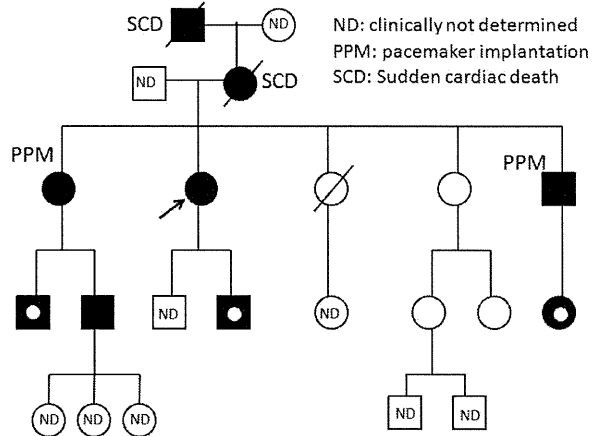 SCD
ND
ND: clinically not determined
PPM: pacemaker implantation
SCD: Sudden cardiac death
ND
SCD
PPM
PPM
ND
ND
ND
ND
ND
ND
ND